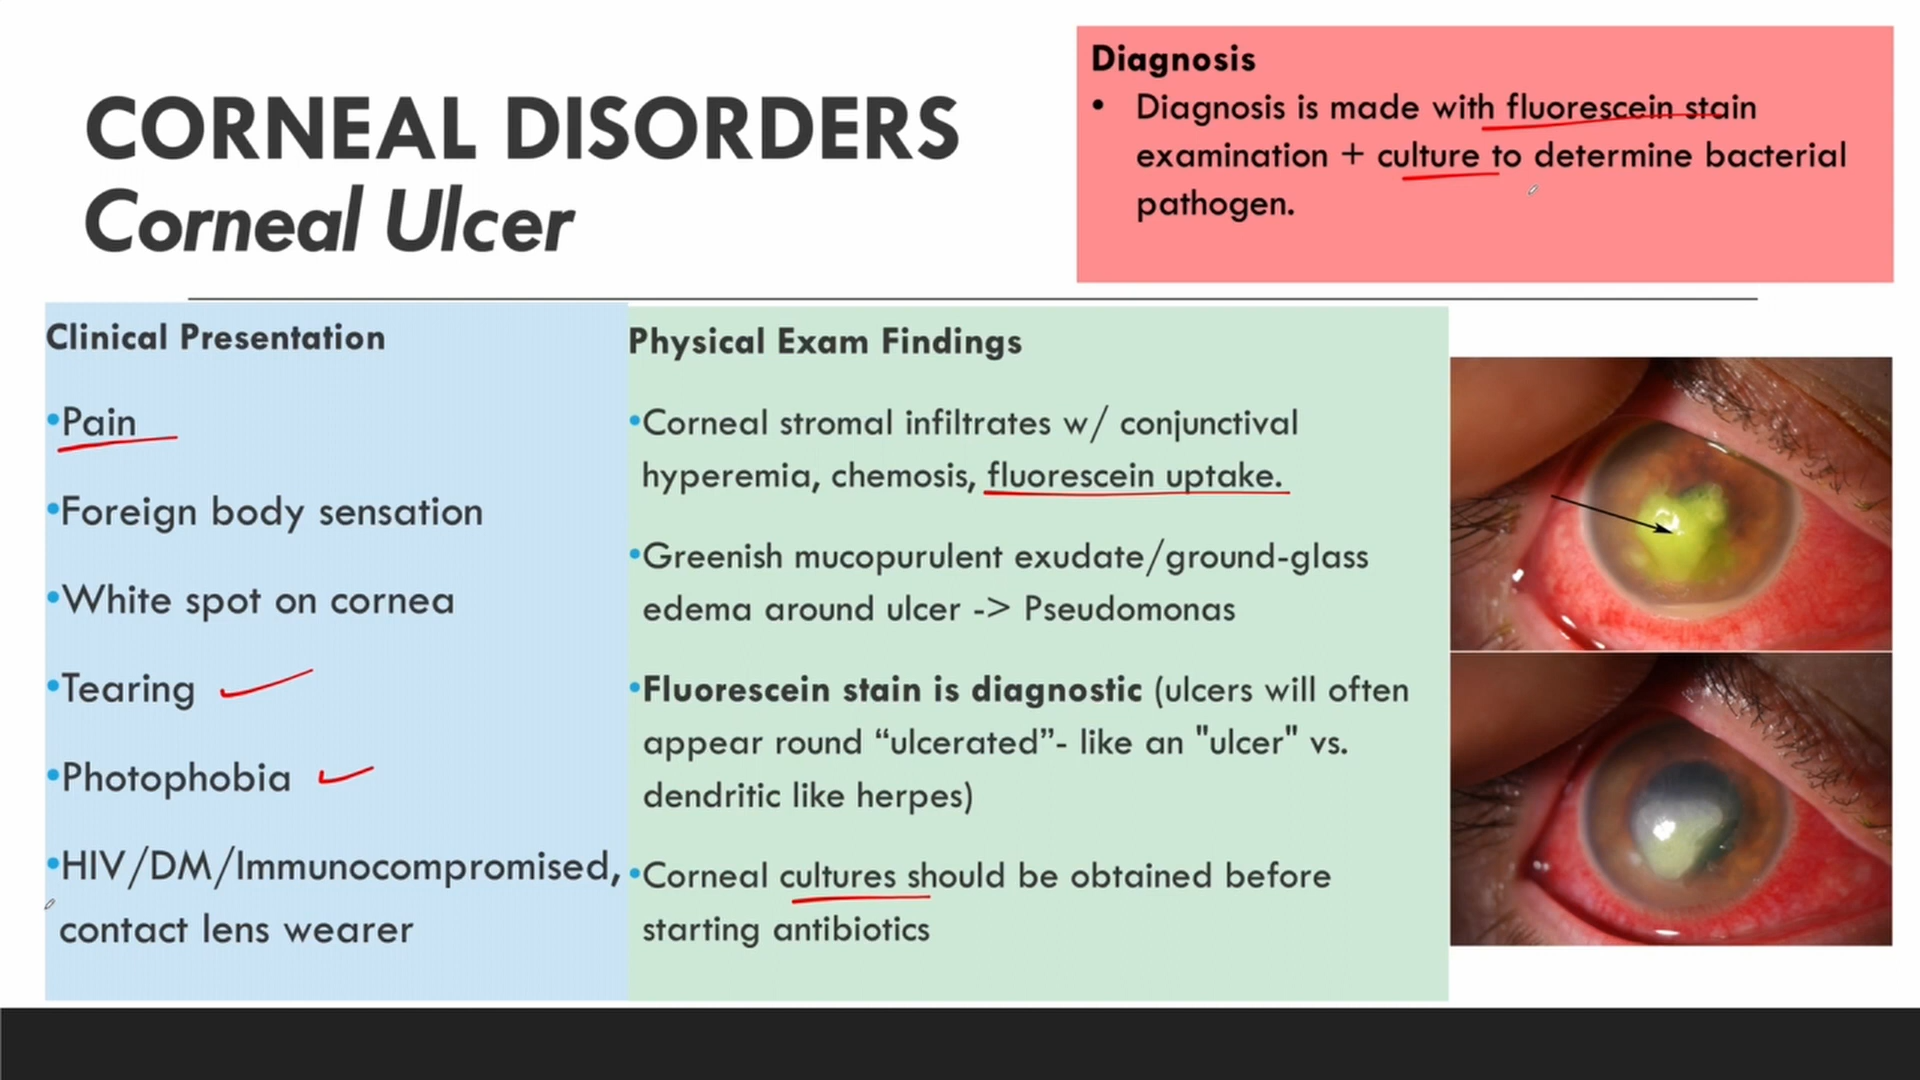 CORNEAL DISORDERS
Corneal Ulcer
Diagnosis
• Diagnosis is made with fluorescein stain
examination + culture to determine bacterial
pathogen.
Clinical Presentation
•Pain
•Foreign body sensation
•White spot on cornea
•Tearing
•Photophobia
•HIV/DM/Immunocompromised,
contact lens wearer
Physical Exam Findings
•Corneal stromal infiltrates w/ conjunctival
hyperemia, chemosis, fluorescein uptake.
•Greenish mucopurulent exudate/ground-glass
edema around ulcer -> Pseudomonas
•Fluorescein stain is diagnostic (ulcers will often
appear round “ulcerated”- like an "ulcer" vs.
dendritic like herpes)
•Corneal cultures should be obtained before
starting antibiotics